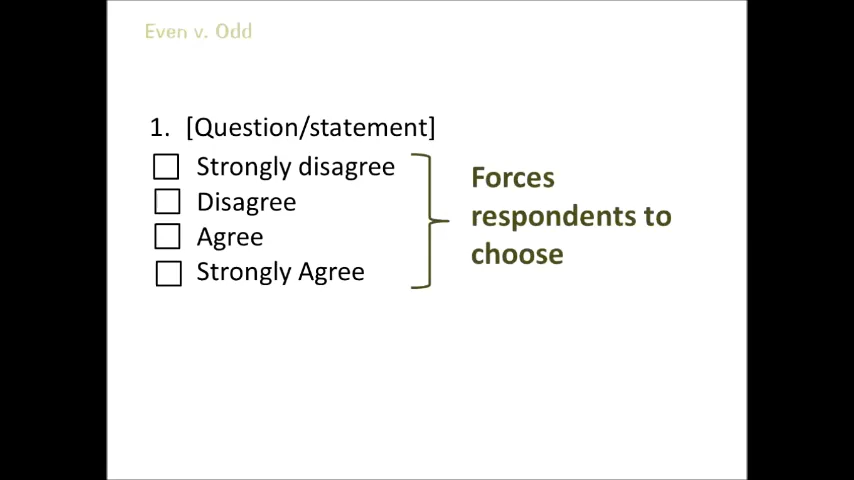 Even v. Odd
1. [Question/statement]
Strongly disagree
Disagree
Agree
Strongly Agree
Forces
respondents to
choose